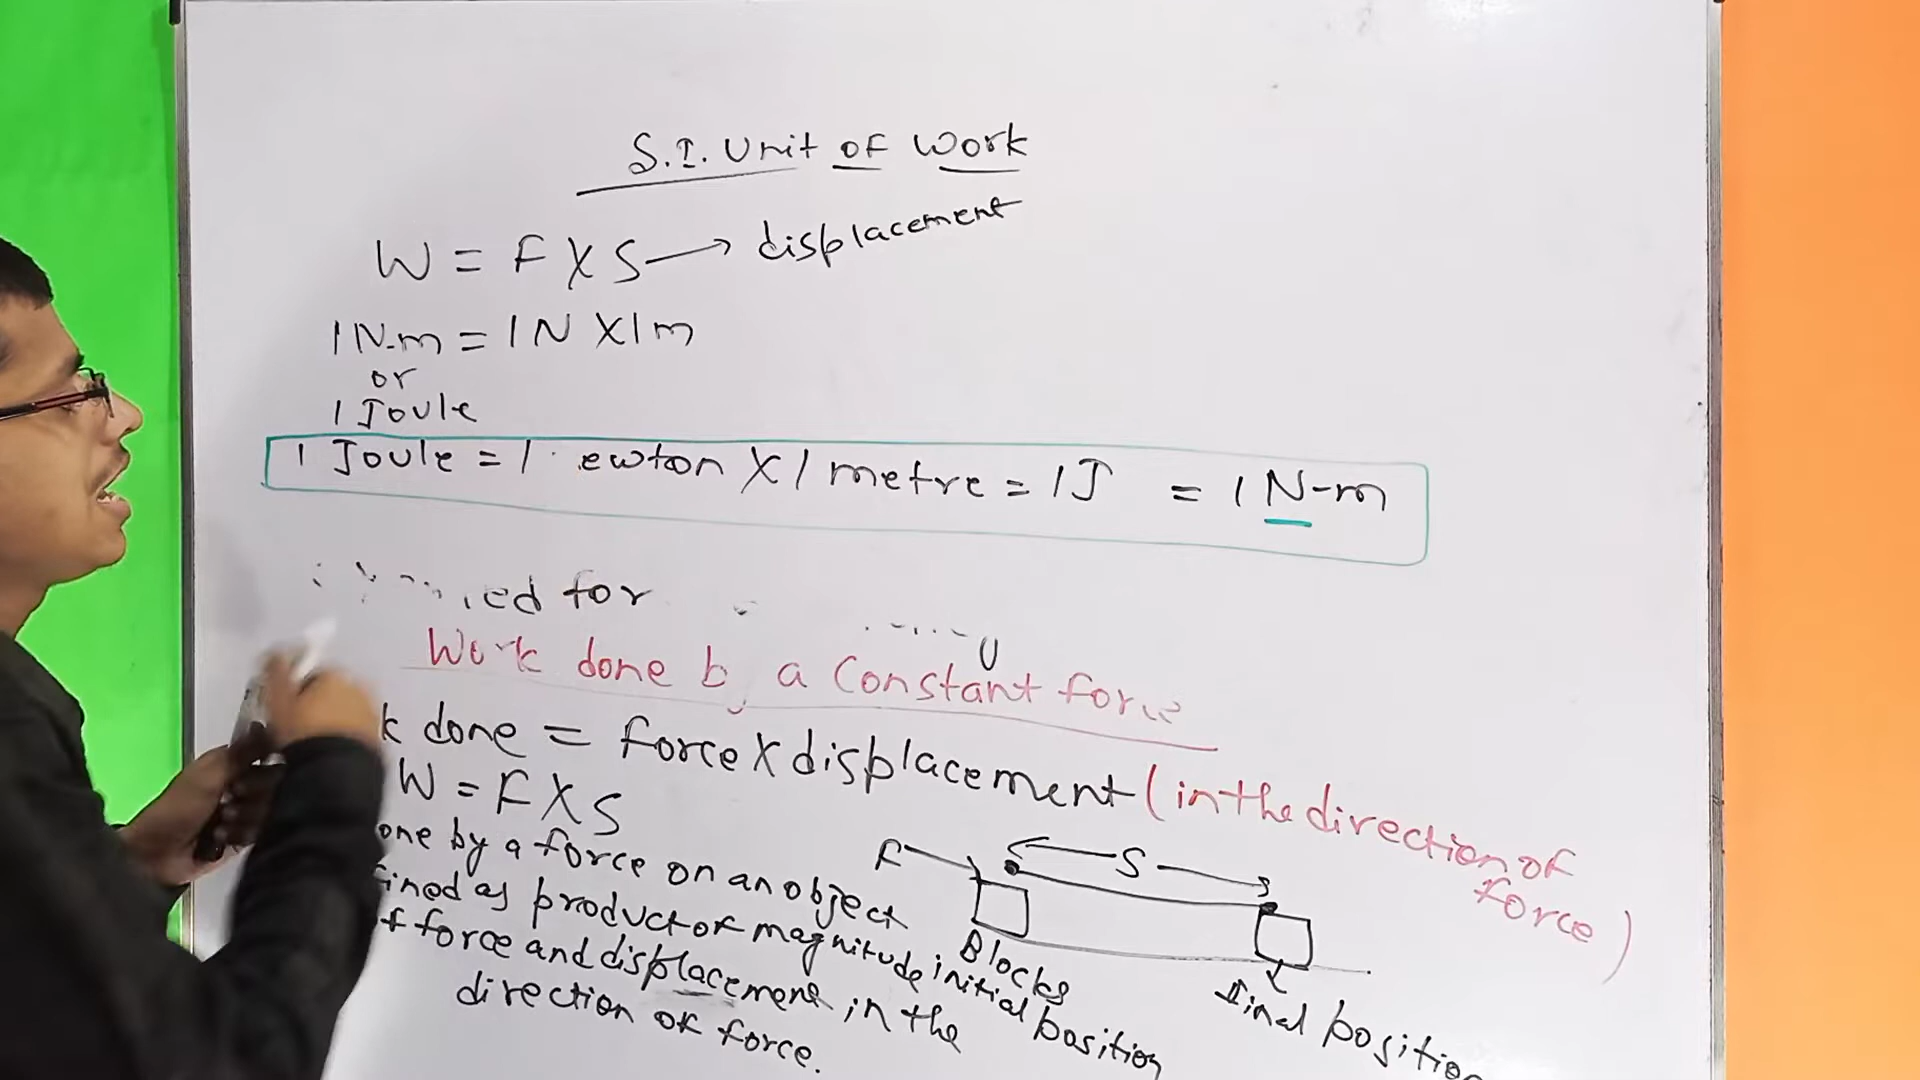 S.I. Unit of Work
W = F X S → displacement
1 N-m = 1 N X 1 m
or
1 Joule
1 Joule = 1 ewton X 1 metre = 1J = 1 N-m
ied for
Work done b a Constant force
k done = force X displacement (in the direction of force)
W = F X S
one by a force on an object
ined as product of magnitude
f force and displacement in the
direction of force.
F
S
Blocks
initial position
final position